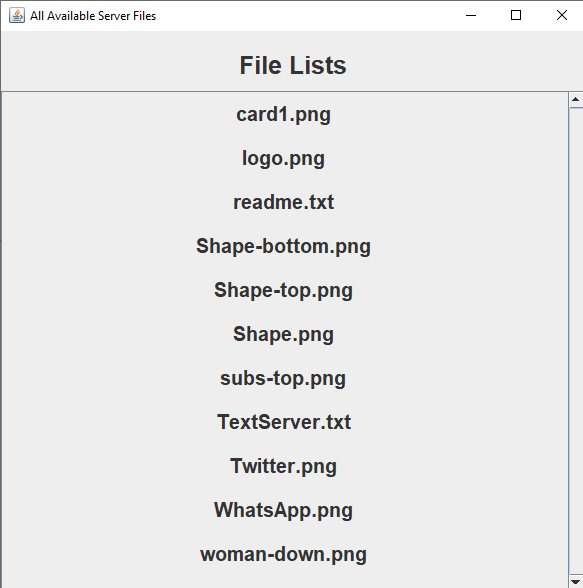 All Available Server Files
File Lists
card1.png
logo.png
readme.txt
Shape-bottom.png
Shape-top.png
Shape.png
subs-top.png
TextServer.txt
Twitter.png
WhatsApp.png
woman-down.png